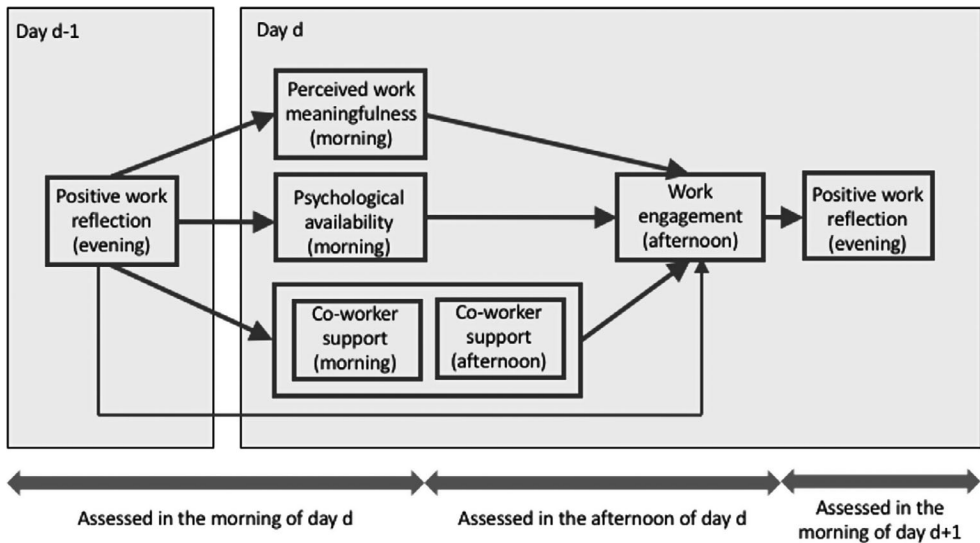 Day d-1
Day d
Perceived work
meaningfulness
(morning)
Positive work
reflection
(evening)
Psychological
availability
(morning)
Work
engagement
(afternoon)
Positive work
reflection
(evening)
Co-worker
support
(morning)
Co-worker
support
(afternoon)
Assessed in the morning of day d
Assessed in the afternoon of day d
Assessed in the
morning of day d+1